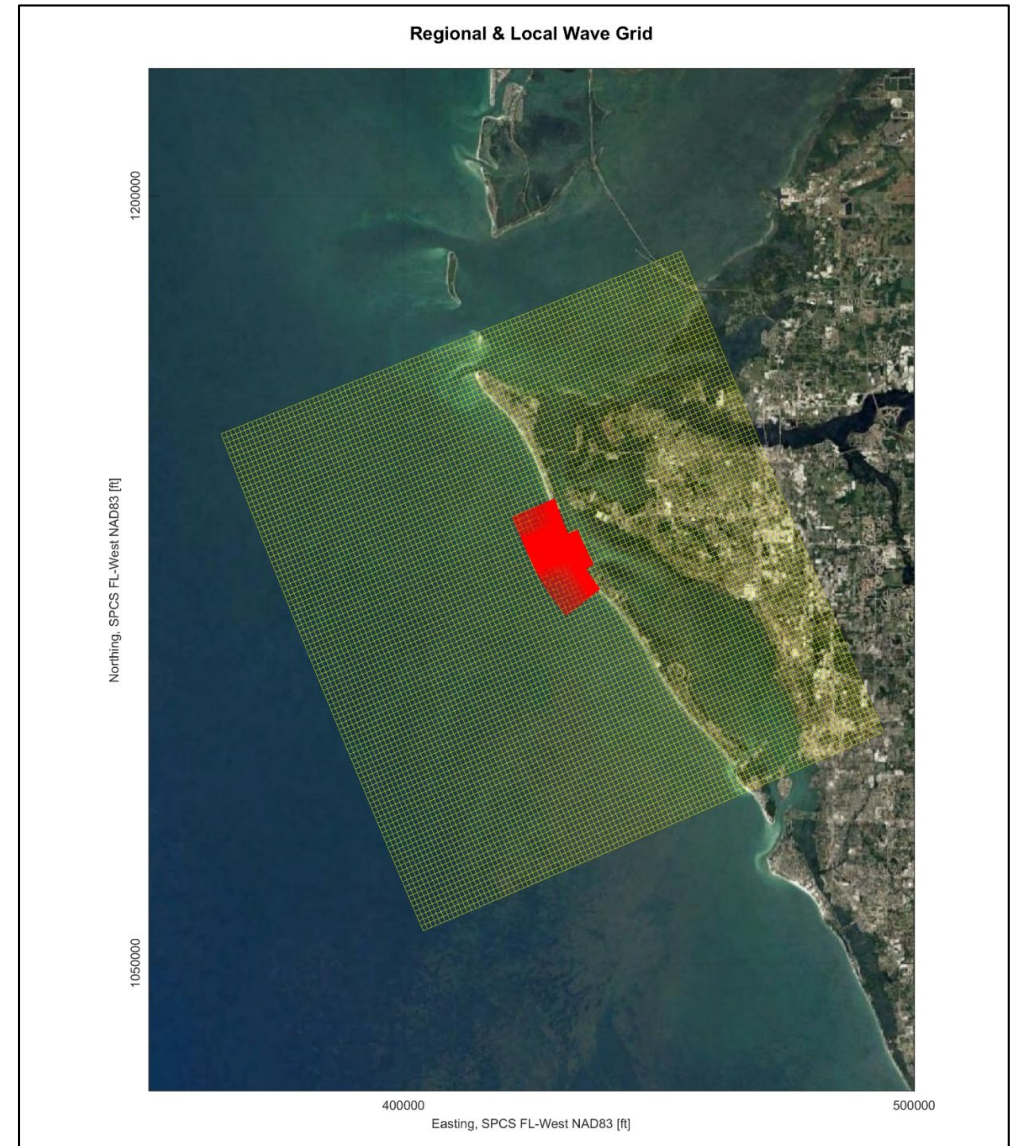 Regional & Local Wave Grid
1200000
Northing, SPCS FL-West NAD83 [ft]
1050000
400000
500000
Easting, SPCS FL-West NAD83 [ft]